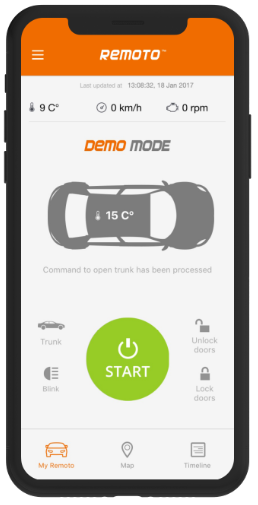 REMOTO™
Last updated at 13:08:32, 18 Jan 2017
9 C°
0 km/h
0 rpm
DEMO MODE
15 C°
Command to open trunk has been processed
Trunk
Unlock
doors
START
Blink
Lock
doors
My Remoto
Map
Timeline